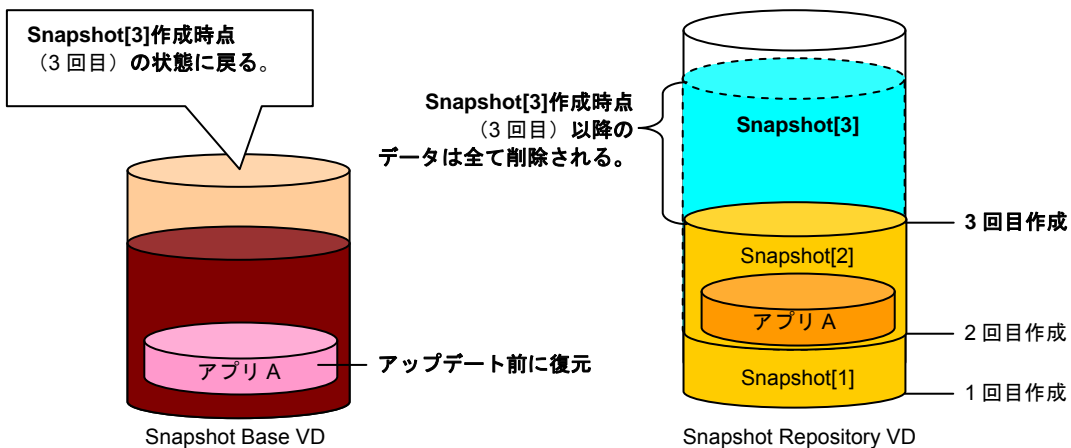 Snapshot[3]作成時点
（3 回目）の状態に戻る。
Snapshot[3]作成時点
（3 回目）以降の
データは全て削除される。
Snapshot[3]
3 回目作成
Snapshot[2]
アプリ A
2 回目作成
アップデート前に復元
アプリ A
Snapshot[1]
1 回目作成
Snapshot Base VD
Snapshot Repository VD